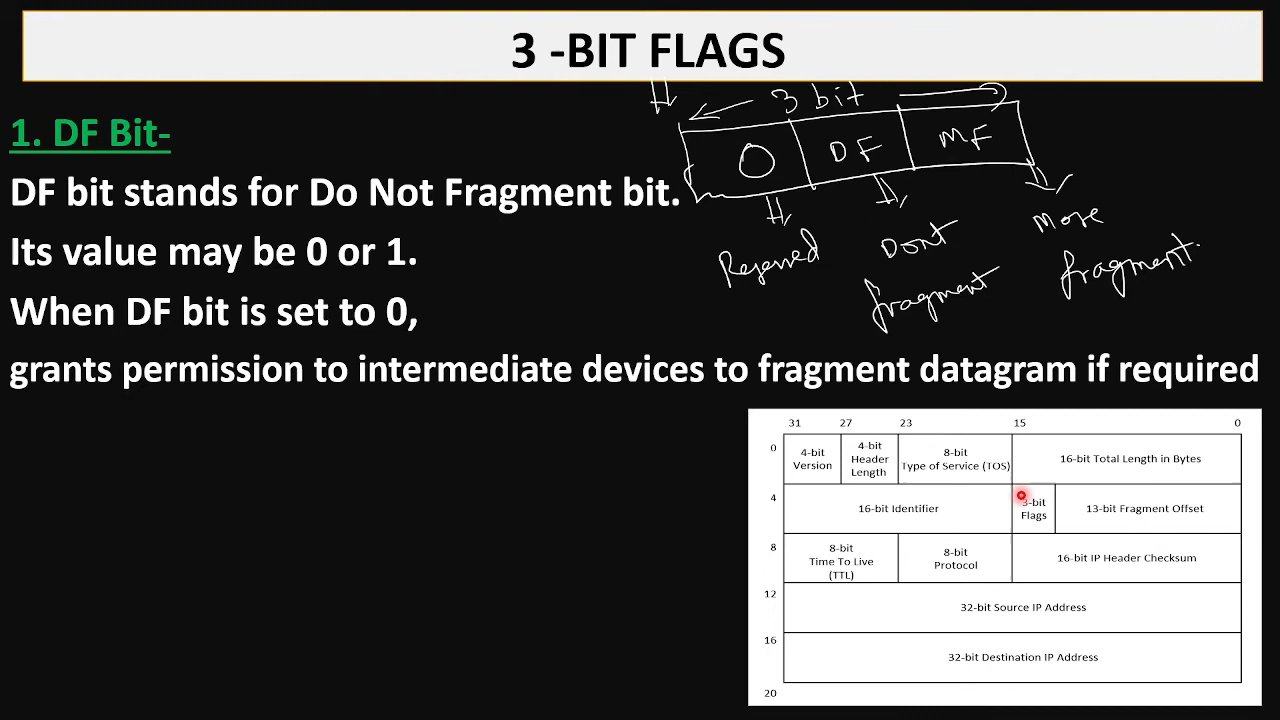 3 -BIT FLAGS
1. DF Bit-
DF bit stands for Do Not Fragment bit.
Its value may be 0 or 1.
When DF bit is set to 0,
grants permission to intermediate devices to fragment datagram if required
3 bit
0 DF MF
Reserved
Dont
fragment
More
fragment.
31 27 23 15 0
0
4-bit
Version
4-bit
Header
Length
8-bit
Type of Service (TOS)
16-bit Total Length in Bytes
4
16-bit Identifier
3-bit
Flags
13-bit Fragment Offset
8
8-bit
Time To Live
(TTL)
8-bit
Protocol
16-bit IP Header Checksum
12
32-bit Source IP Address
16
32-bit Destination IP Address
20